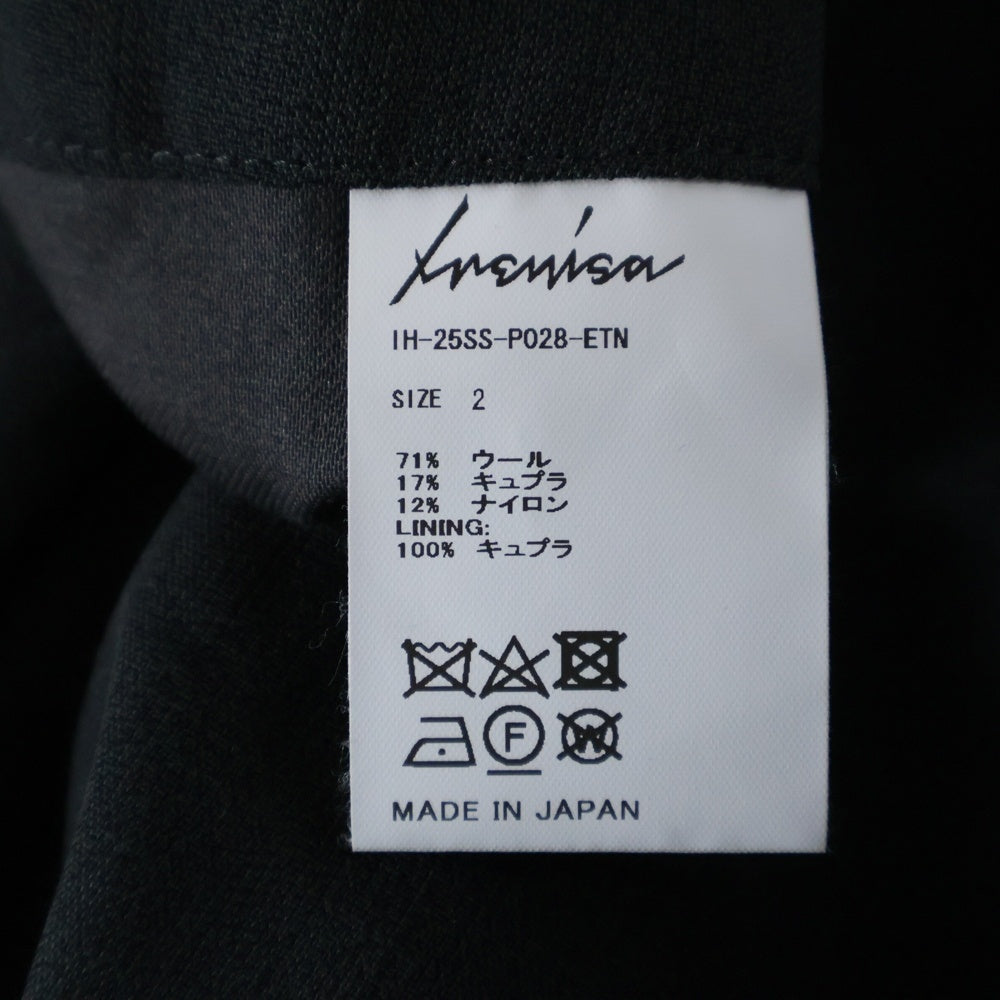 Irenisa
IH-25SS-P028-ETN
SIZE 2
71% ウール
17% キュプラ
12% ナイロン
LINING:
100% キュプラ
F W
MADE IN JAPAN